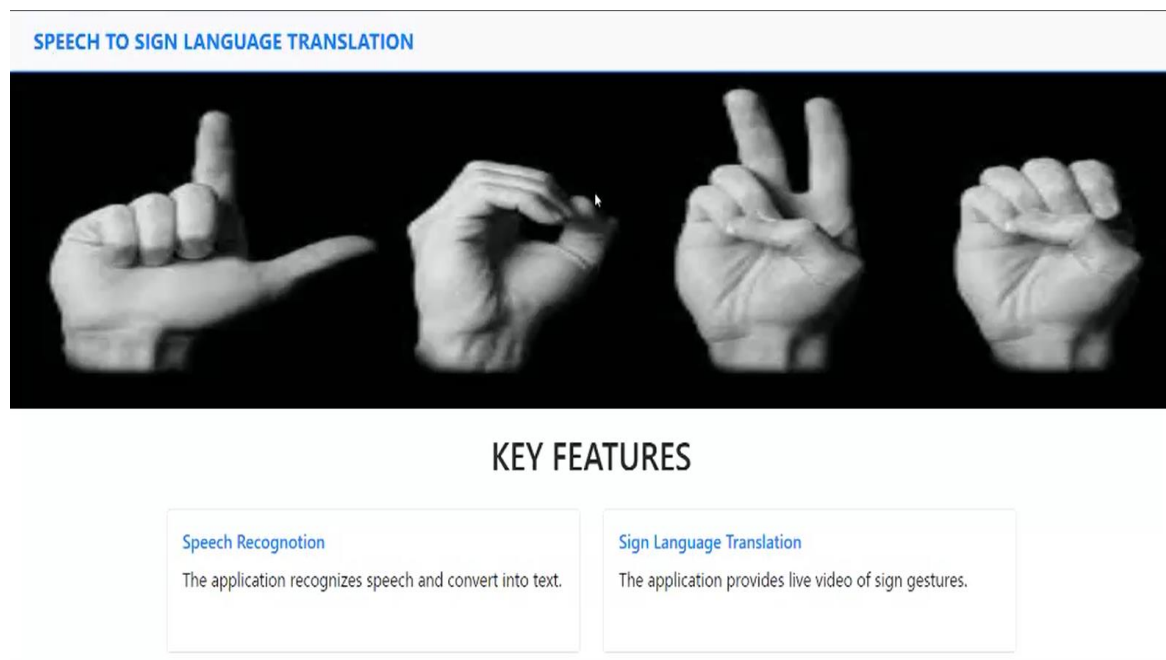 SPEECH TO SIGN LANGUAGE TRANSLATION
KEY FEATURES
Speech Recognotion
The application recognizes speech and convert into text.
Sign Language Translation
The application provides live video of sign gestures.